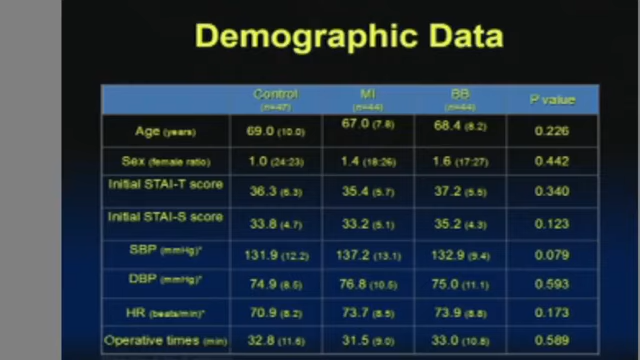 Demographic Data
Control MI BB P value
(n=47) (n=44) (n=44)
Age (years) 69.0 (10.0) 67.0 (7.8) 68.4 (8.2) 0.226
Sex (female ratio) 1.0 (24:23) 1.4 (18:26) 1.6 (17:27) 0.442
Initial STAI-T score 36.3 (6.3) 35.4 (5.7) 37.2 (5.5) 0.340
Initial STAI-S score 33.8 (4.7) 33.2 (5.1) 35.2 (4.3) 0.123
SBP (mmHg)* 131.9 (12.2) 137.2 (13.1) 132.9 (9.4) 0.079
DBP (mmHg)* 74.9 (8.5) 76.8 (10.5) 75.0 (11.1) 0.593
HR (beats/min)* 70.9 (8.2) 73.7 (8.5) 73.9 (8.8) 0.173
Operative times (min) 32.8 (11.6) 31.5 (9.0) 33.0 (10.8) 0.589